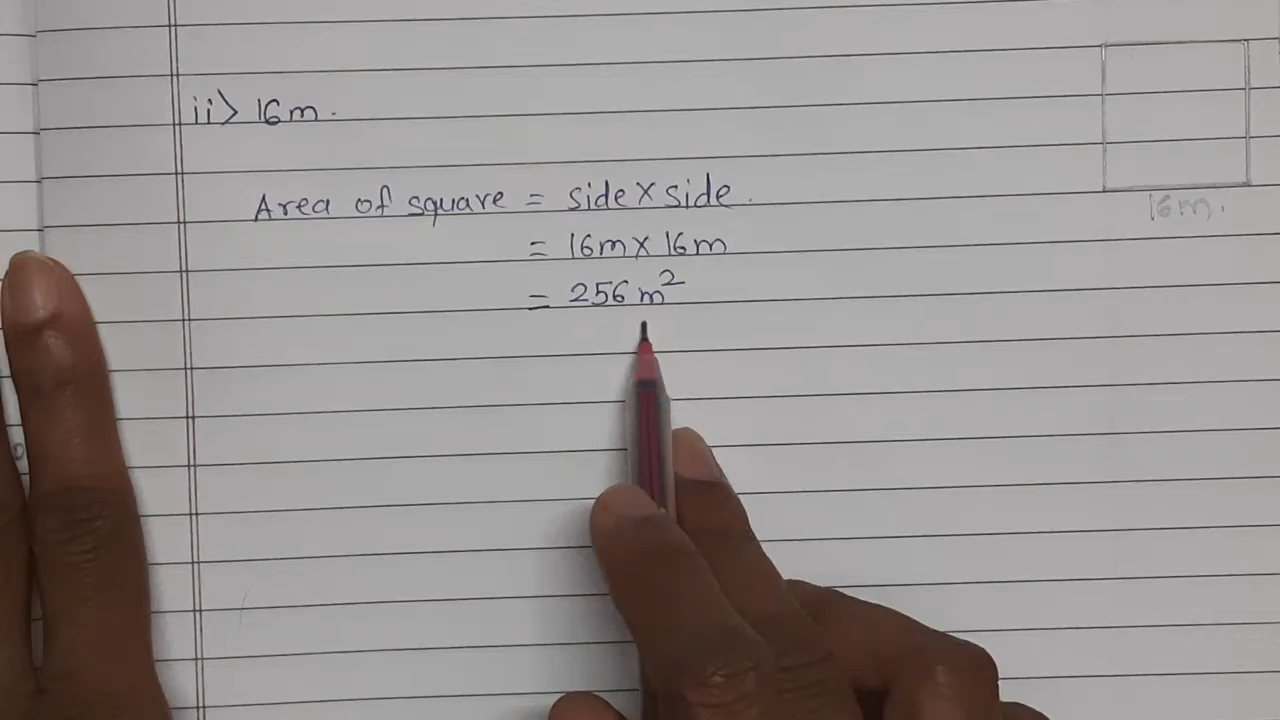 ii> 16m.
Area of square = side × side.
16m.
= 16m × 16m
= 256 m²